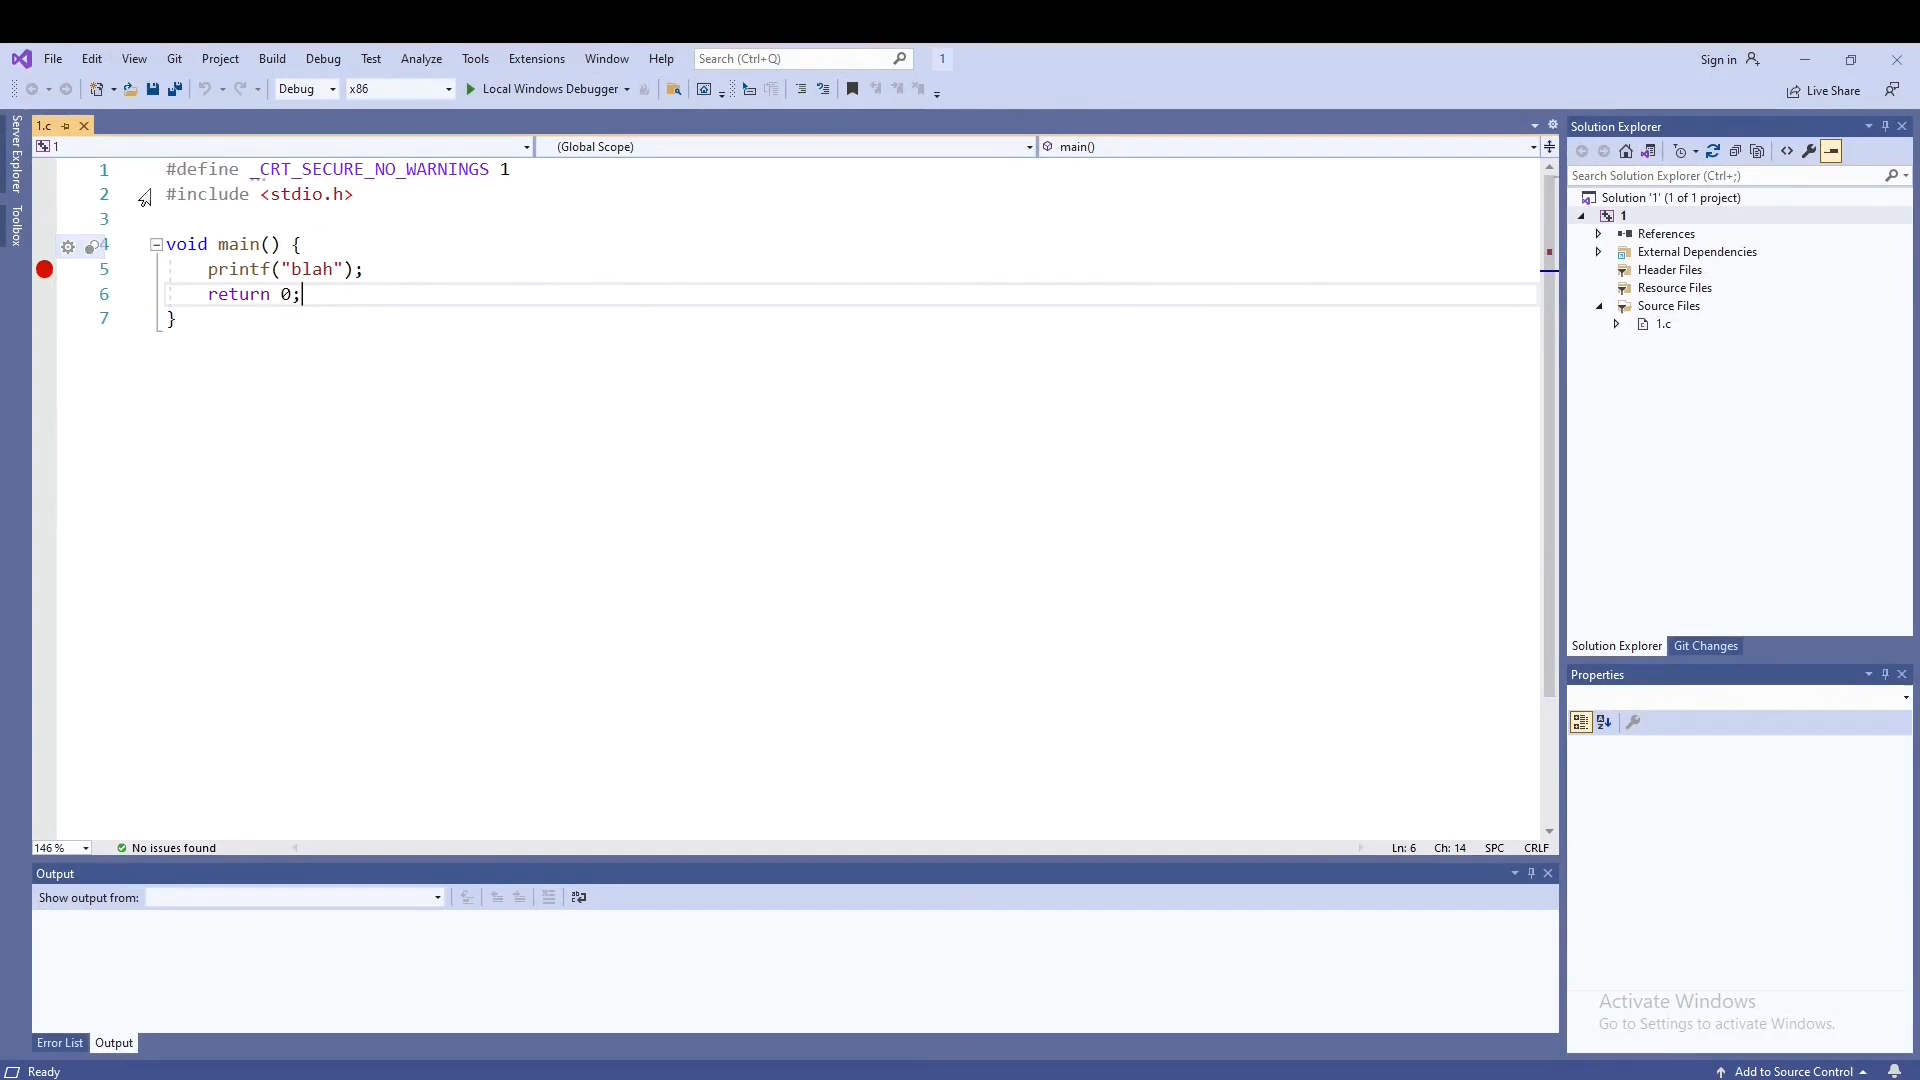 File Edit View Git Project Build Debug Test Analyze Tools Extensions Window Help Search (Ctrl+Q) 1 Sign in
Debug x86 Local Windows Debugger Live Share
Server Explorer
Toolbox
1.c
1 (Global Scope) main()
1 #define _CRT_SECURE_NO_WARNINGS 1
2 #include <stdio.h>
3
4 void main() {
5 printf("blah");
6 return 0;
7 }
146 % No issues found Ln: 6 Ch: 14 SPC CRLF
Output
Show output from:
Error List Output
Solution Explorer
Search Solution Explorer (Ctrl+;)
Solution '1' (1 of 1 project)
1
References
External Dependencies
Header Files
Resource Files
Source Files
1.c
Solution Explorer Git Changes
Properties
Activate Windows
Go to Settings to activate Windows.
Ready Add to Source Control